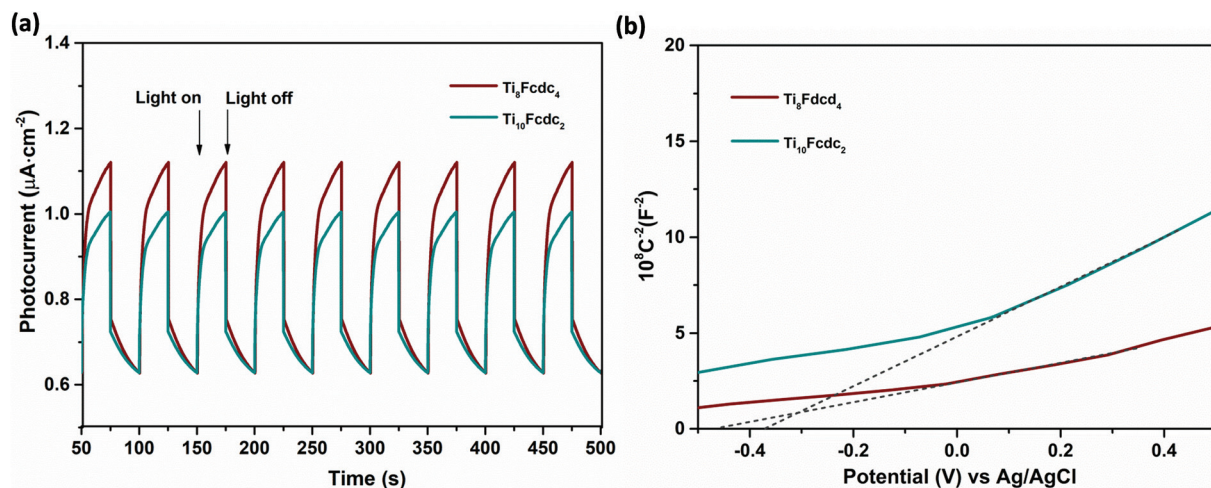 (a)
1.4
1.2
1.0
0.8
0.6
Photocurrent (μA·cm⁻²)
Light on
Light off
Ti₈Fcdc₄
Ti₁₀Fcdc₂
50 100 150 200 250 300 350 400 450 500
Time (s)
(b)
20
15
10
5
0
10⁸C⁻²(F⁻²)
Ti₈Fdcd₄
Ti₁₀Fcdc₂
-0.4 -0.2 0.0 0.2 0.4
Potential (V) vs Ag/AgCl